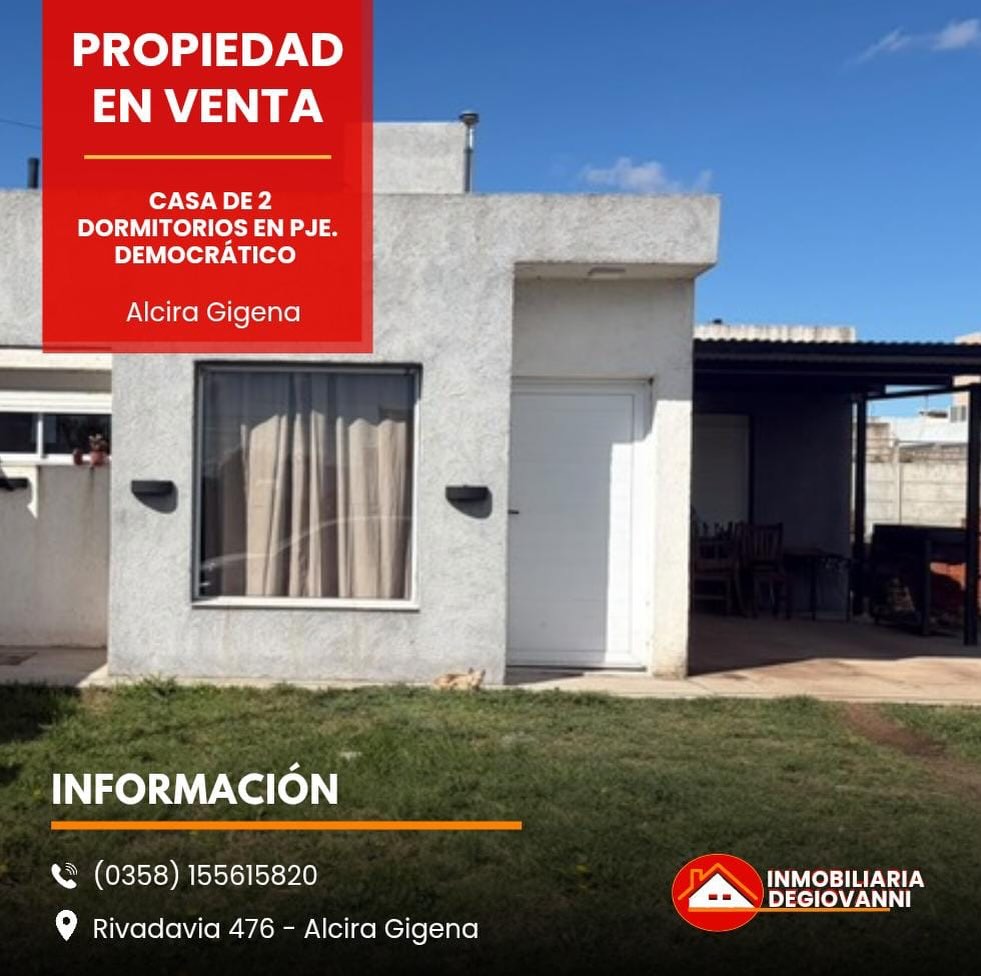 PROPIEDAD
EN VENTA
CASA DE 2
DORMITORIOS EN PJE.
DEMOCRÁTICO
Alcira Gigena
INFORMACIÓN
(0358) 155615820
Rivadavia 476 - Alcira Gigena
INMOBILIARIA
DEGIOVANNI